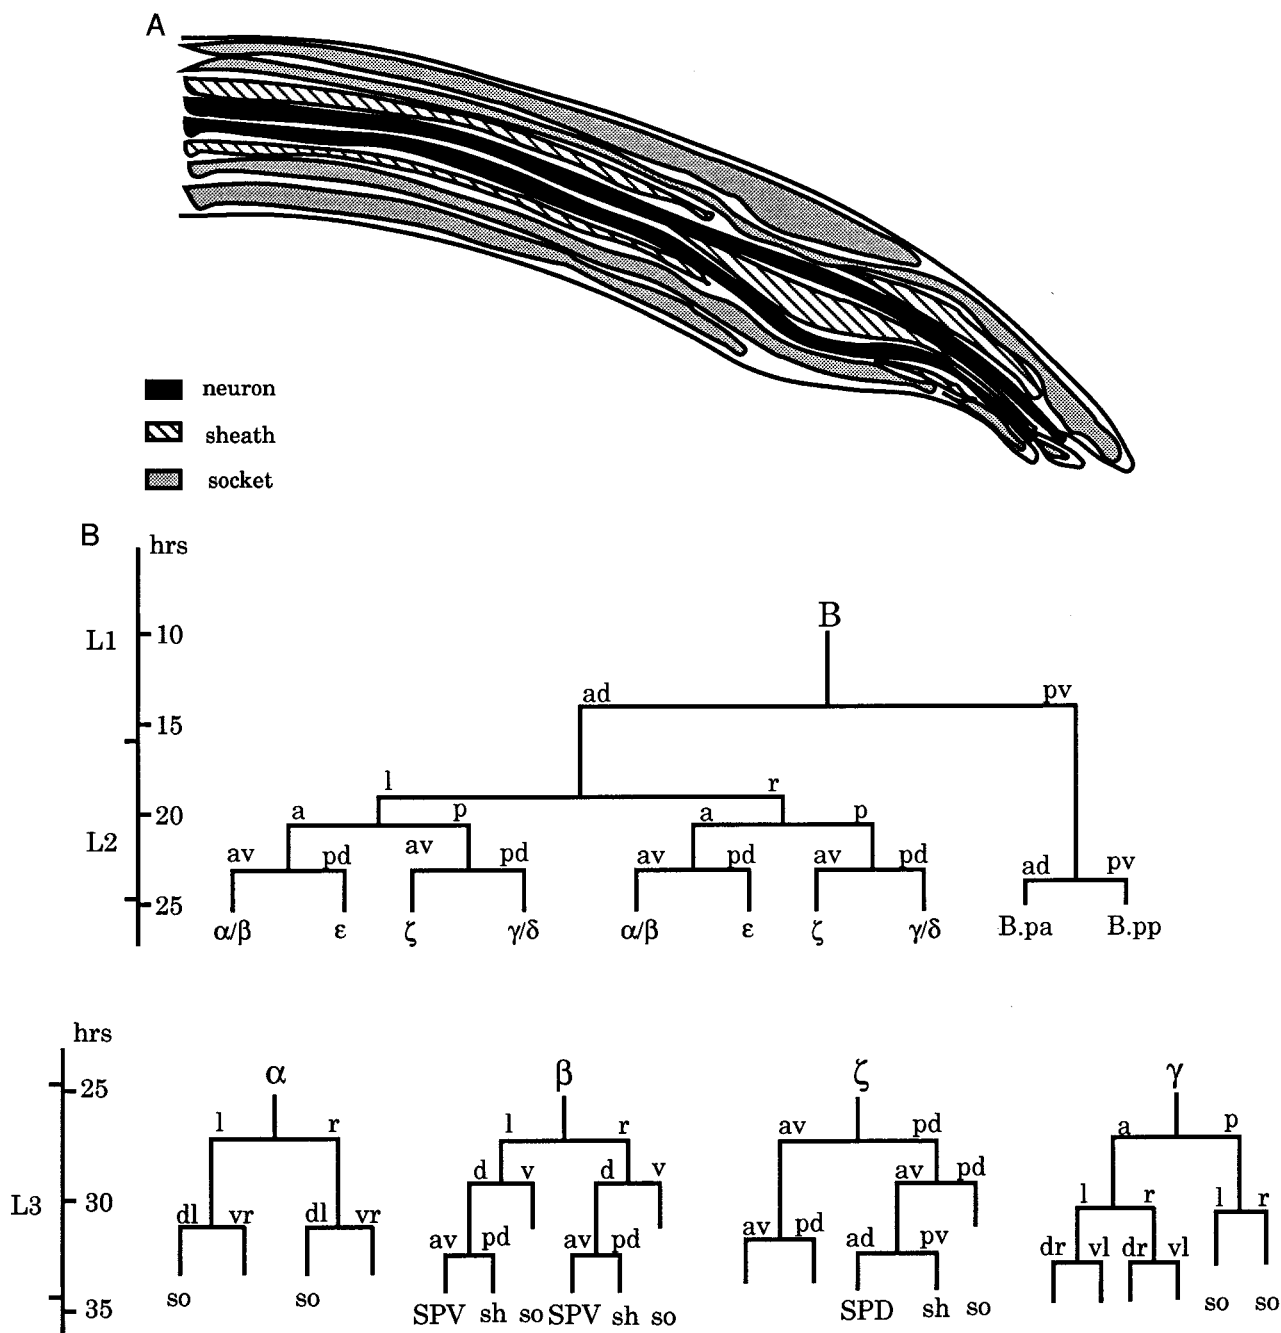 A
neuron
sheath
socket
B
hrs
B
L1
10
ad
pv
15
l
r
20
a
p
a
p
L2
av
pd
av
pd
av
pd
av
pd
ad
pv
25
α/β
ε
ζ
γ/δ
α/β
ε
ζ
γ/δ
B.pa
B.pp
hrs
α
β
ζ
γ
25
l
r
l
r
av
pd
a
p
d
v
d
v
av
pd
L3
30
dl
vr
dl
vr
l
r
l
r
av
pd
av
pd
av
pd
ad
pv
dr
vl
dr
vl
so
so
SPV
sh
so
SPV
sh
so
SPD
sh
so
so
so
35